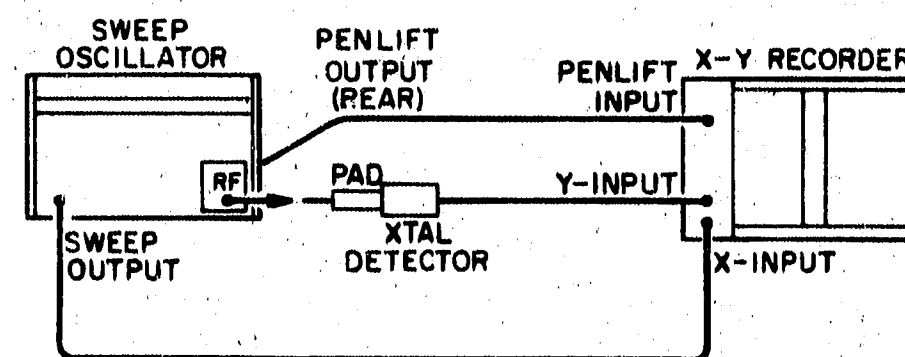 SWEEP
OSCILLATOR
PENLIFT
OUTPUT
(REAR)
X-Y RECORDER
PENLIFT
INPUT
RF
PAD
Y-INPUT
XTAL
DETECTOR
SWEEP
OUTPUT
X-INPUT